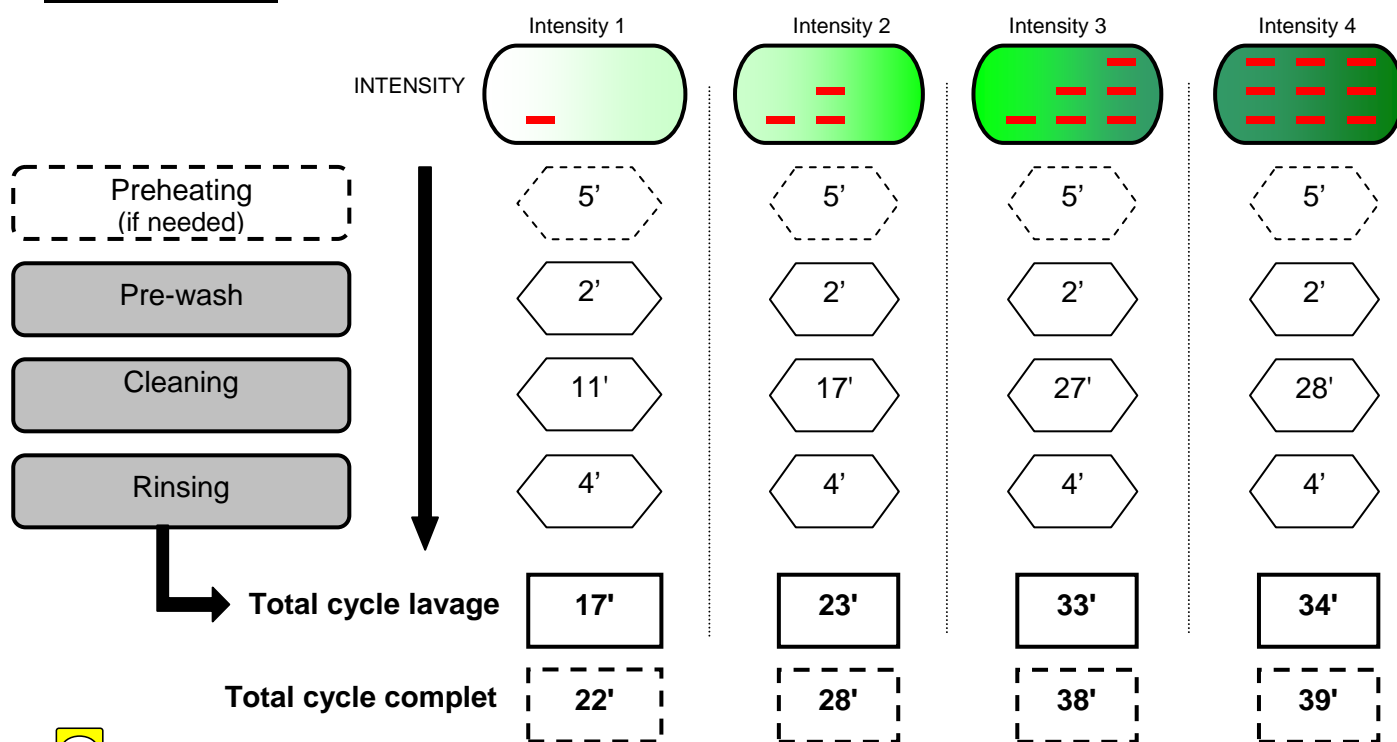 Intensity 1 Intensity 2 Intensity 3 Intensity 4
INTENSITY
Preheating 5’ 5’ 5’ 5’
(if needed)
Pre-wash 2’ 2’ 2’ 2’
Cleaning 11' 17' 27' 28'
Rinsing 4’ 4’ 4’ 4’
Total cycle lavage 17' 23' 33' 34'
Total cycle complet 22' 28' 38' 39'